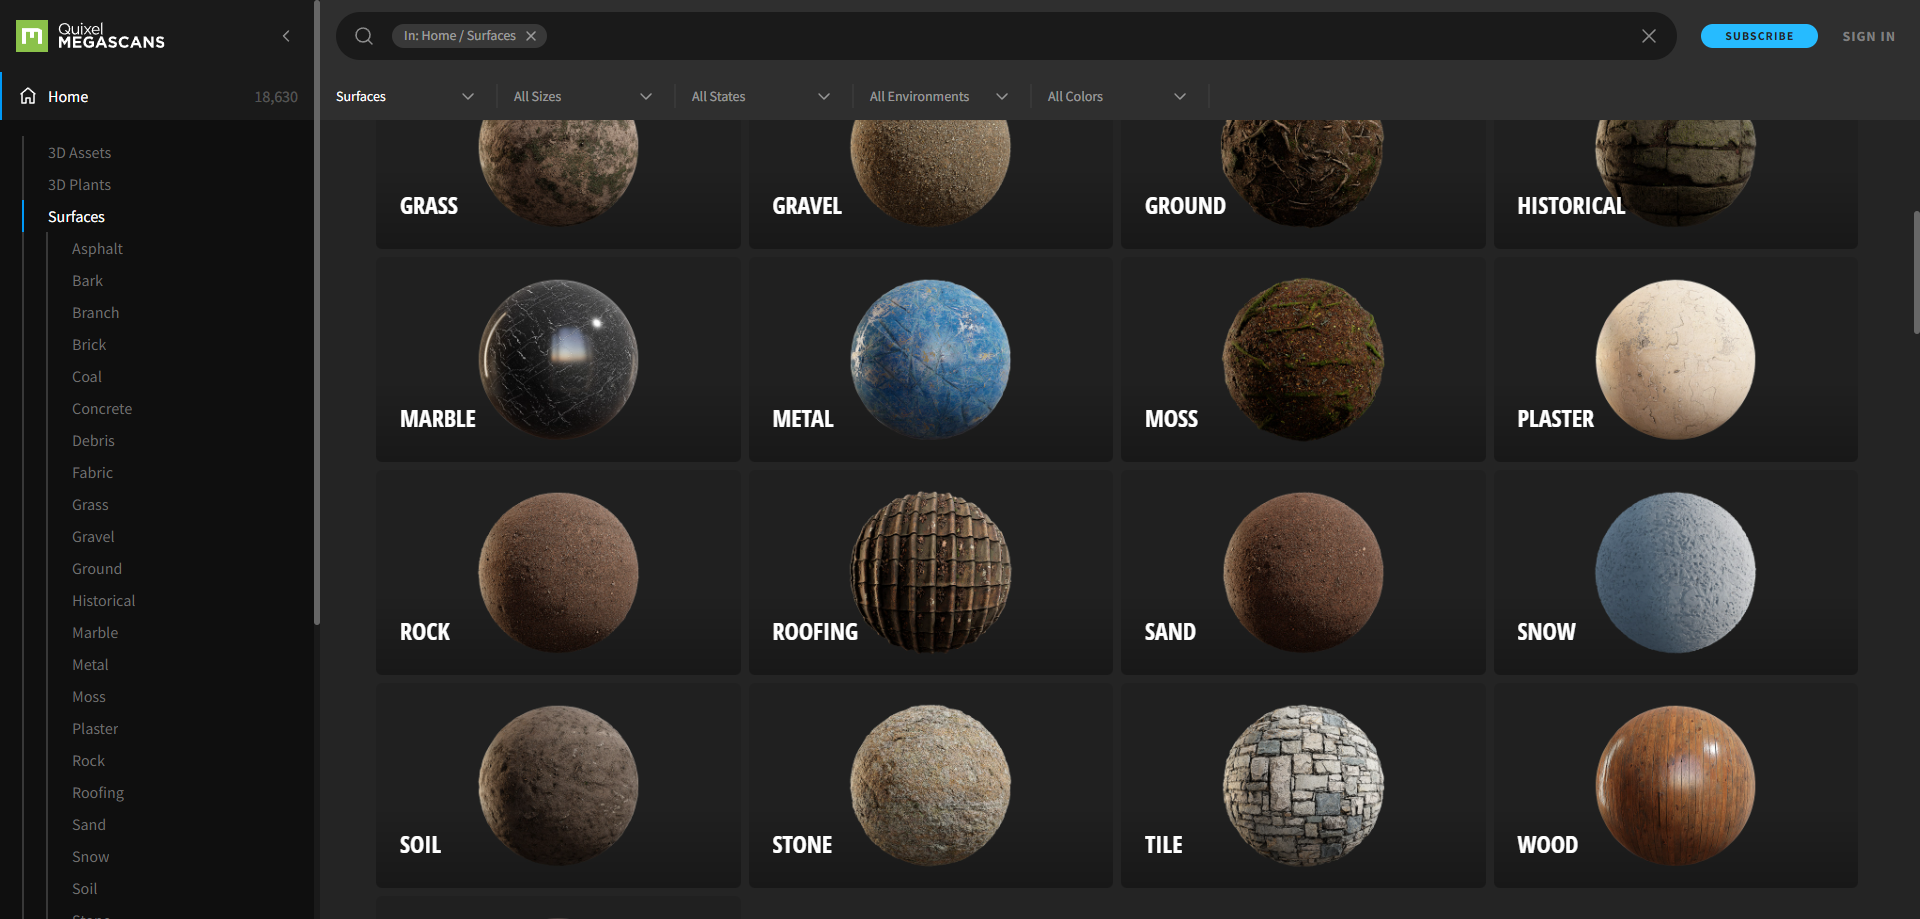 Quixel
MEGASCANS
In: Home / Surfaces
SUBSCRIBE
SIGN IN
Home
18,630
Surfaces
All Sizes
All States
All Environments
All Colors
3D Assets
3D Plants
Surfaces
Asphalt
Bark
Branch
Brick
Coal
Concrete
Debris
Fabric
Grass
Gravel
Ground
Historical
Marble
Metal
Moss
Plaster
Rock
Roofing
Sand
Snow
Soil
GRASS
GRAVEL
GROUND
HISTORICAL
MARBLE
METAL
MOSS
PLASTER
ROCK
ROOFING
SAND
SNOW
SOIL
STONE
TILE
WOOD